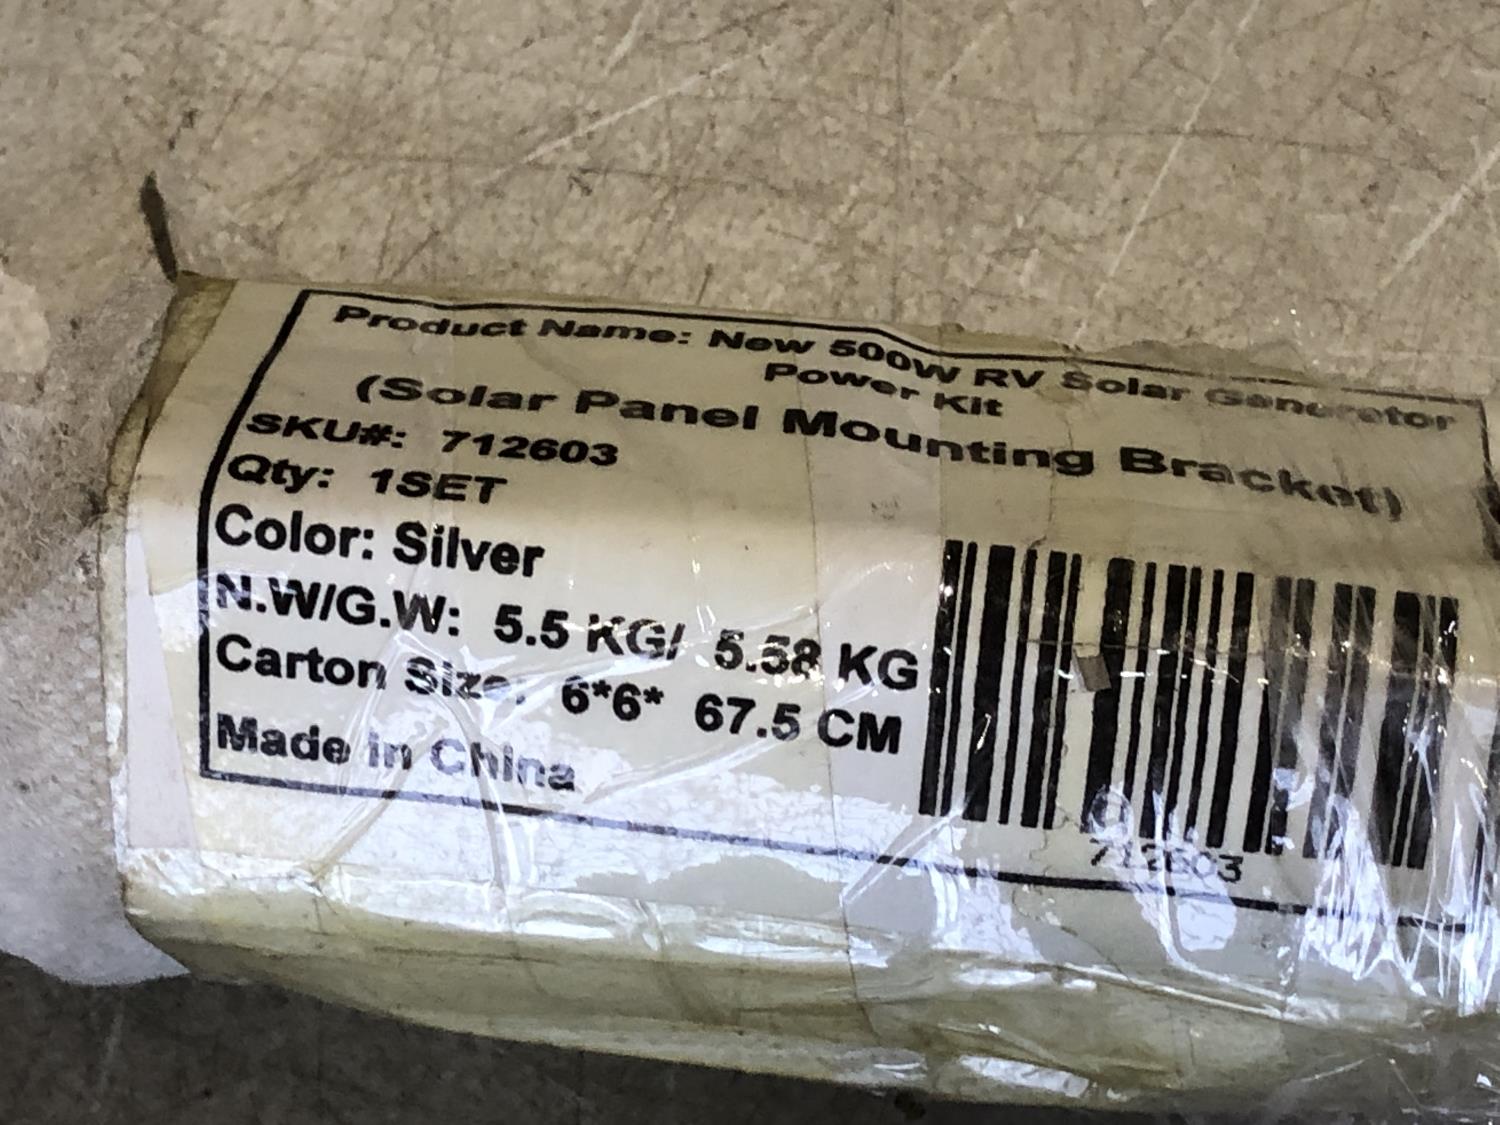 Product Name: New 500W RV Solar Generator
Power Kit
(Solar Panel Mounting Bracket)
SKU#: 712603
Qty: 1SET
Color: Silver
N.W/G.W: 5.5 KG/ 5.58 KG
Carton Size: 6*6* 67.5 CM
Made in China
712603